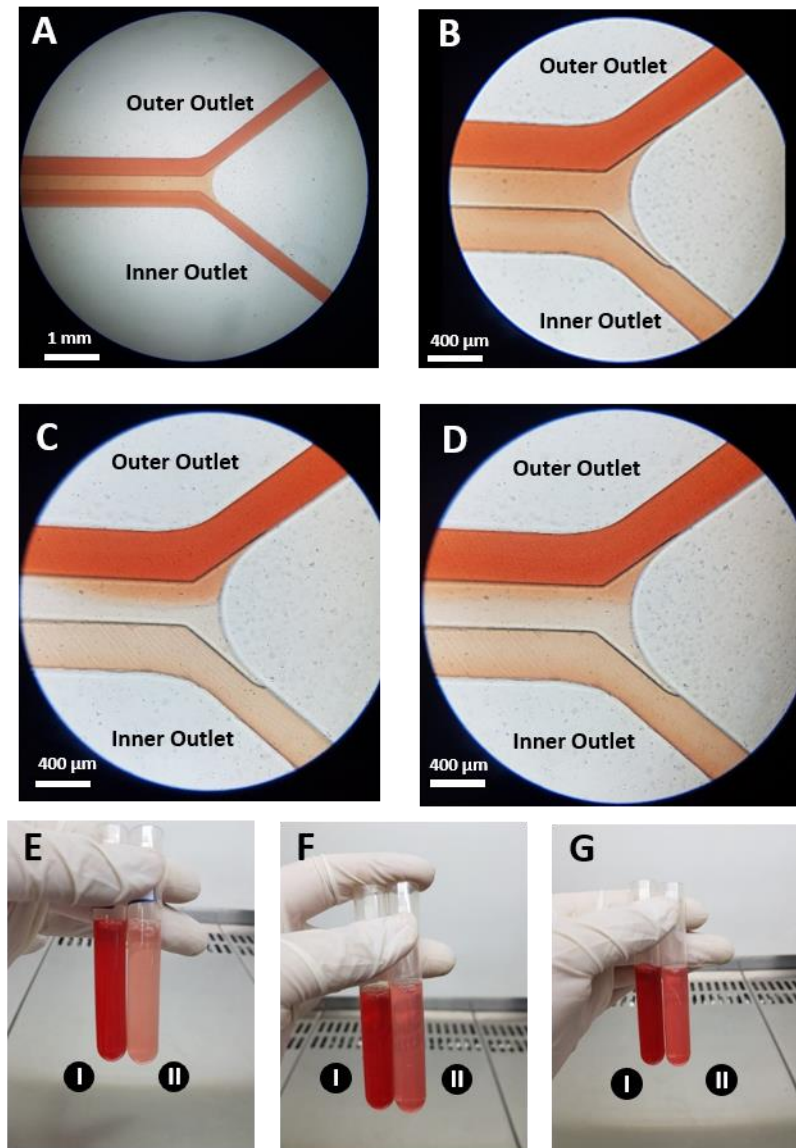 A
Outer Outlet
Inner Outlet
1 mm
B
Outer Outlet
Inner Outlet
400 µm
C
Outer Outlet
Inner Outlet
400 µm
D
Outer Outlet
Inner Outlet
400 µm
E
I
II
F
I
II
G
I
II